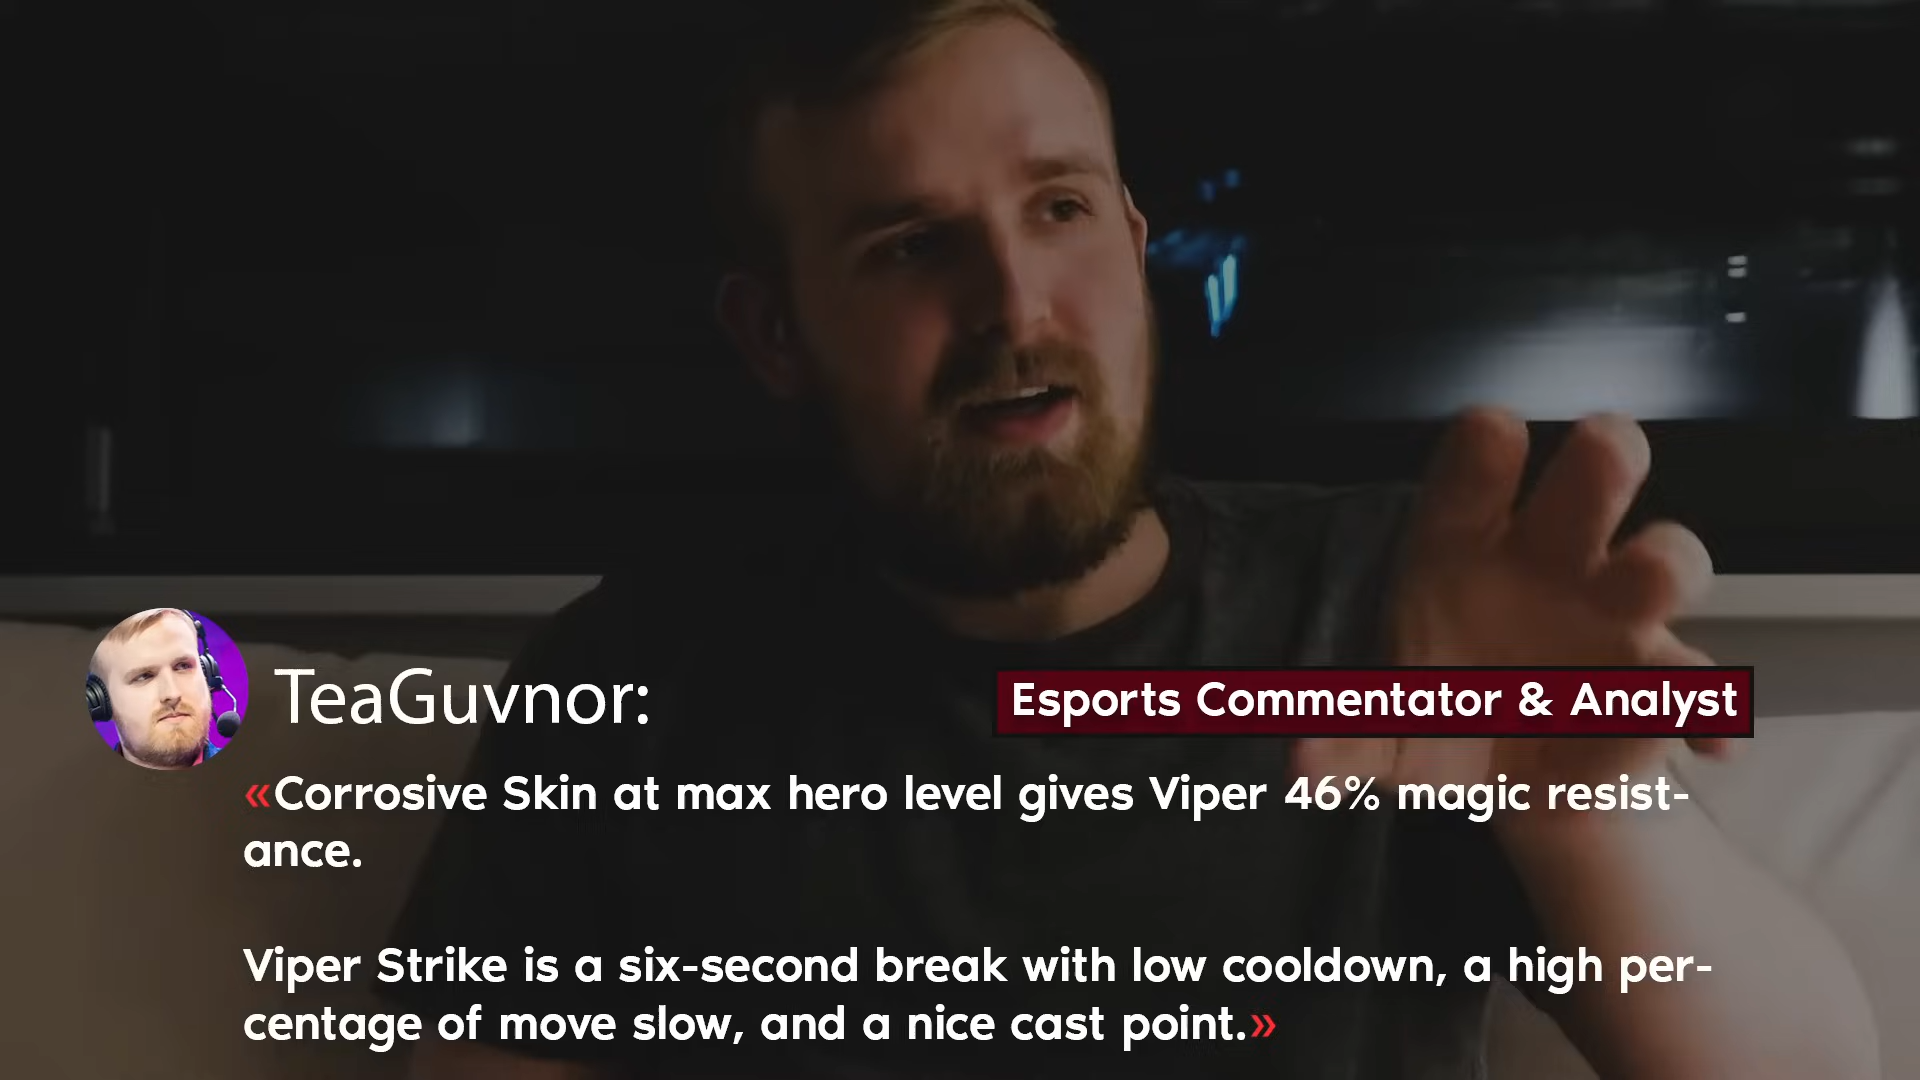 TeaGuvnor:
Esports Commentator & Analyst
«Corrosive Skin at max hero level gives Viper 46% magic resist-
ance.
Viper Strike is a six-second break with low cooldown, a high per-
centage of move slow, and a nice cast point.»